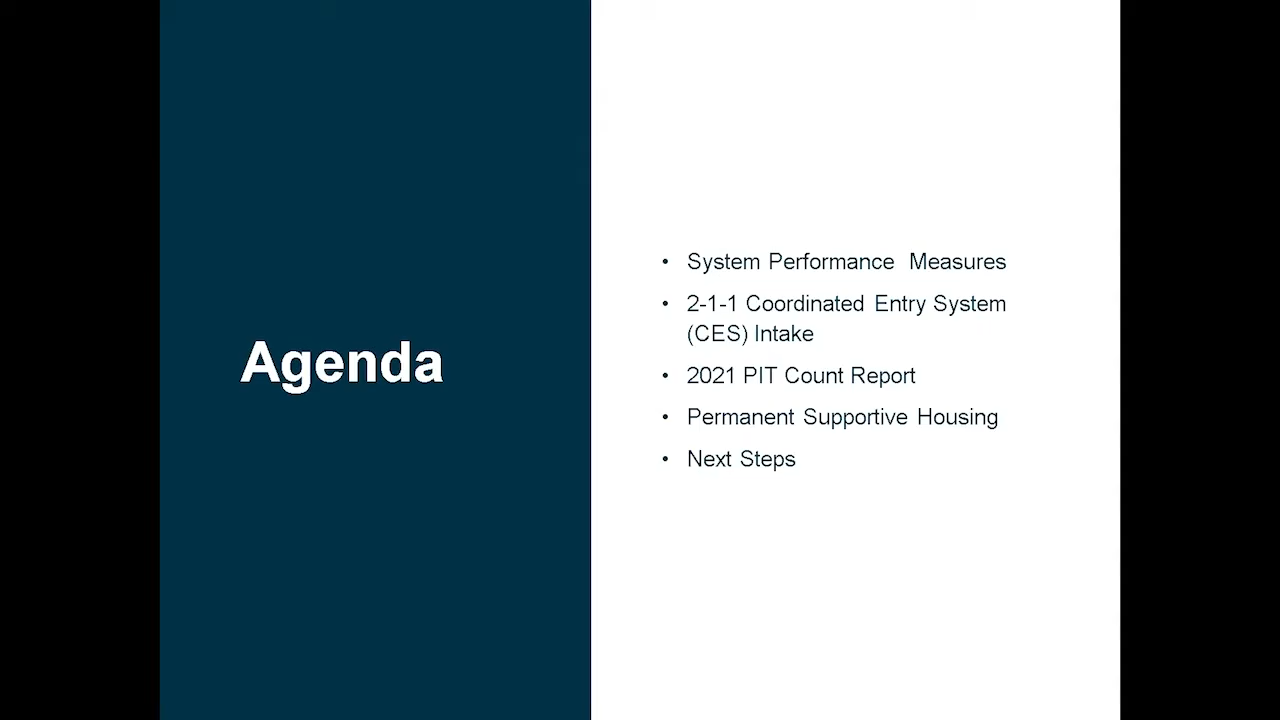 Agenda
• System Performance Measures
• 2-1-1 Coordinated Entry System
(CES) Intake
• 2021 PIT Count Report
• Permanent Supportive Housing
• Next Steps